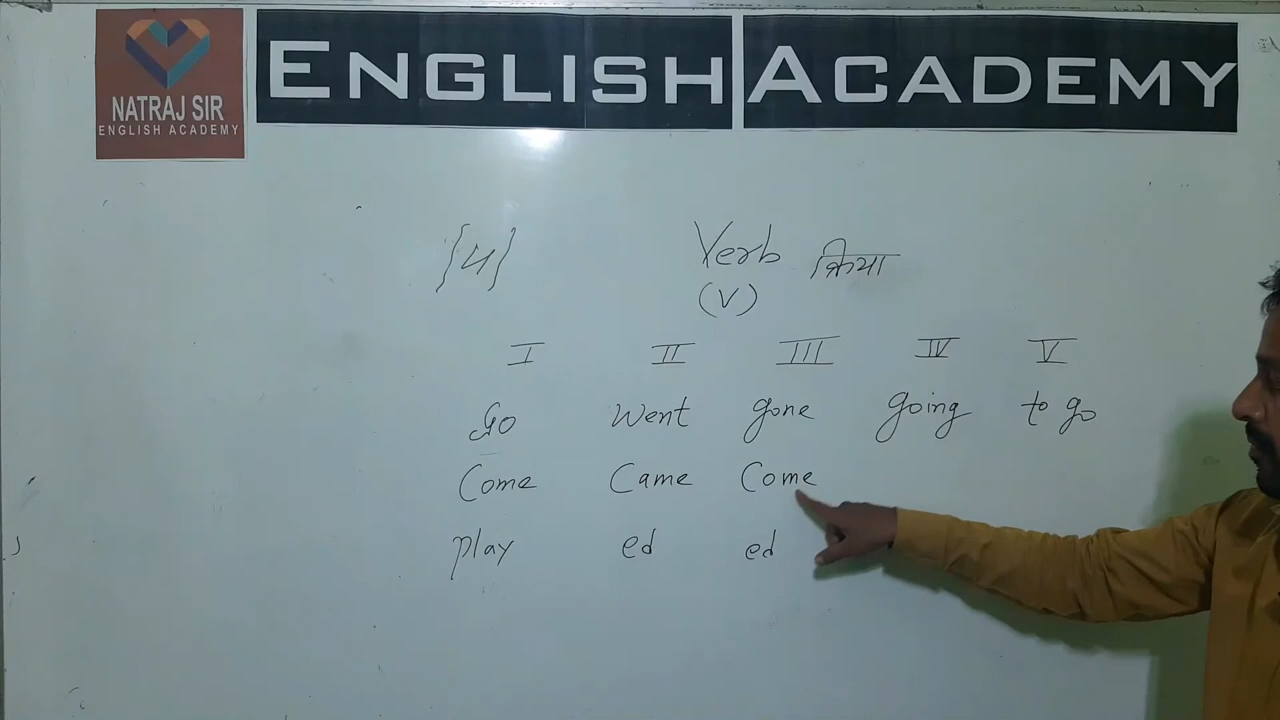 NATRAJ SIR
ENGLISH ACADEMY
ENGLISH ACADEMY
Verb क्रिया
(V)
I II III IV V
Go Went gone going to go
Come Came Come
play ed ed